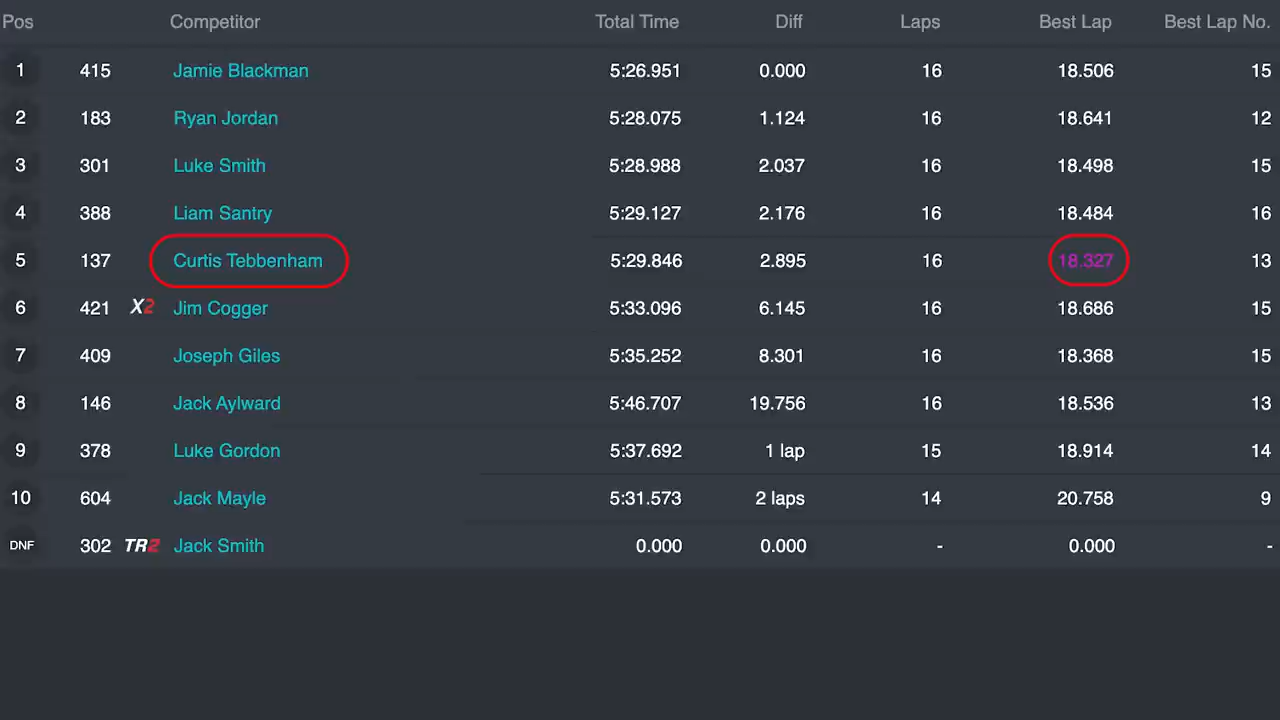 Pos Competitor Total Time Diff Laps Best Lap Best Lap No.
1 415 Jamie Blackman 5:26.951 0.000 16 18.506 15
2 183 Ryan Jordan 5:28.075 1.124 16 18.641 12
3 301 Luke Smith 5:28.988 2.037 16 18.498 15
4 388 Liam Santry 5:29.127 2.176 16 18.484 16
5 137 Curtis Tebbenham 5:29.846 2.895 16 18.327 13
6 421 X2 Jim Cogger 5:33.096 6.145 16 18.686 15
7 409 Joseph Giles 5:35.252 8.301 16 18.368 15
8 146 Jack Aylward 5:46.707 19.756 16 18.536 13
9 378 Luke Gordon 5:37.692 1 lap 15 18.914 14
10 604 Jack Mayle 5:31.573 2 laps 14 20.758 9
DNF 302 TR2 Jack Smith 0.000 0.000 - 0.000 -